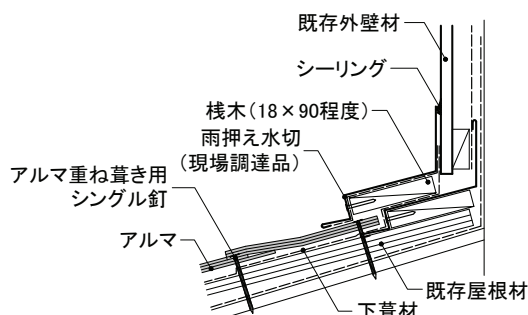 既存外壁材
シーリング
桟木(18×90程度)
雨押え水切
(現場調達品)
アルマ重ね葺き用
シングル釘
アルマ
既存屋根材
下葺材